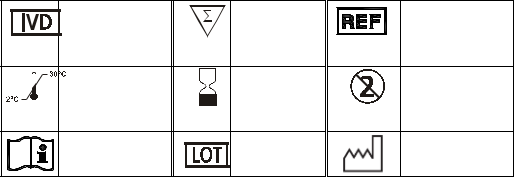 IVD Σ REF
30°C
2°C 2
i LOT